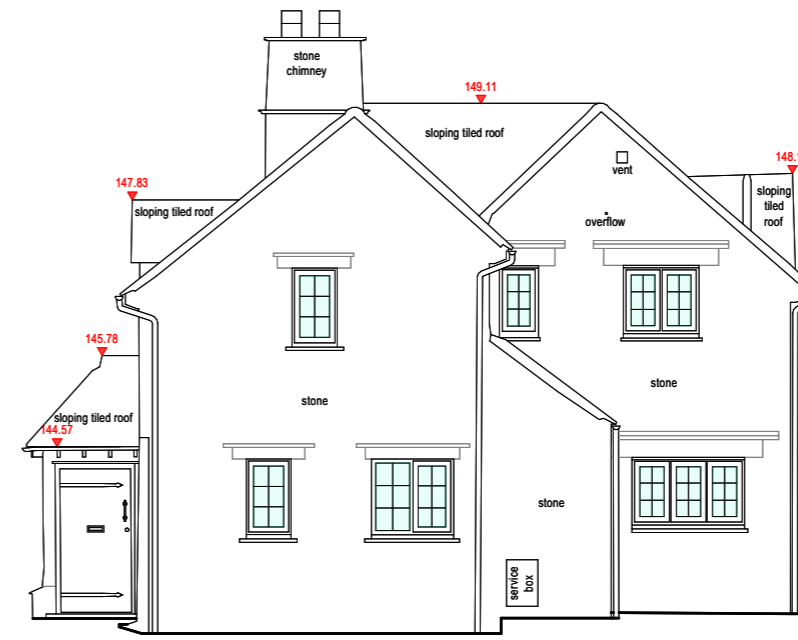 stone
chimney
149.11
sloping tiled roof
148.
vent
147.83
sloping tiled roof
sloping
tiled
roof
overflow
145.78
stone
stone
sloping tiled roof
144.57
stone
service
box